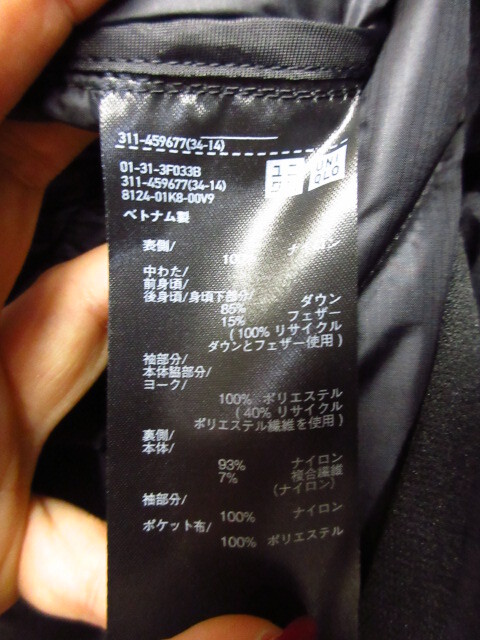 311-459677(34-14)
ユニ
クロ
UNI
QLO
01-31-3F033B
311-459677(34-14)
8124-01K8-00V9
ベトナム製
表側/
ナイロン
中わた/
前身頃/
後身頃/身頃下部分/
85% ダウン
15% フェザー
(100% リサイクル
ダウンとフェザー使用)
袖部分/
本体脇部分/
ヨーク/
100% ポリエステル
(40% リサイクル
ポリエステル繊維を使用)
裏側/
本体/
93% ナイロン
7% 複合繊維
(ナイロン)
袖部分/
100% ナイロン
ポケット布/
100% ポリエステル